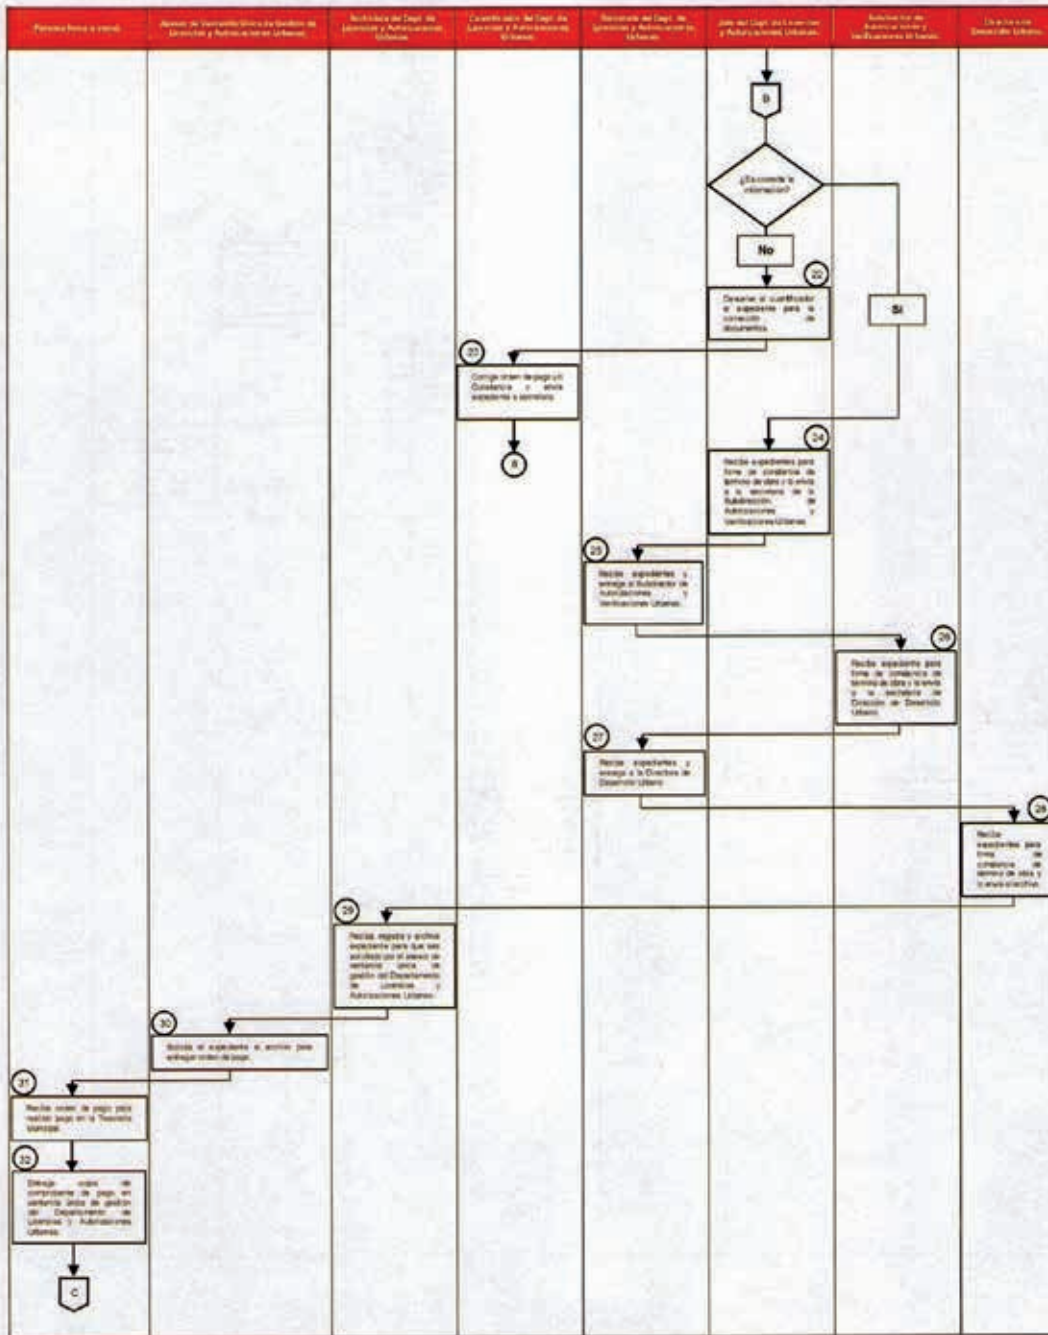 Persona física o moral
Asesor de Ventanilla Única de Gestión de
Licencias y Autorizaciones Urbanas
Archivista del Dept. de
Licencias y Autorizaciones
Urbanas
Cuantificador del Dept. de
Licencias y Autorizaciones
Urbanas
Secretaria del Dept. de
Licencias y Autorizaciones
Urbanas
Jefe del Dept. de Licencias
y Autorizaciones Urbanas
Subdirector de
Autorizaciones y
Verificaciones Urbanas
Directora de
Desarrollo Urbano
¿Es correcta la
información?
No
Si
22
Devuelve al cuantificador
el expediente para la
corrección de
documentos.
23
Corrige orden de pago y/o
Constancia y envía
expediente a secretaria.
24
Recibe expedientes para
firma de constancia de
término de obra y lo envía
a la secretaria de la
Subdirección de
Autorizaciones y
Verificaciones Urbanas.
25
Recibe expedientes y
entrega al Subdirector de
Autorizaciones y
Verificaciones Urbanas.
26
Recibe expediente para
firma de constancia de
término de obra y lo envía
a la secretaria de
Dirección de Desarrollo
Urbano.
27
Recibe expedientes y
entrega a la Directora de
Desarrollo Urbano.
28
Recibe
expedientes para
firma de
constancia de
término de obra y
lo envía al archivo.
29
Recibe, registra y archiva
expediente para que sea
solicitado por el asesor de
ventanilla única de
gestión del Departamento
de Licencias y
Autorizaciones Urbanas.
30
Solicita el expediente al archivo para
entregar orden de pago.
31
Recibe orden de pago para
realizar pago en la Tesorería
Municipal.
32
Entrega copia de
comprobante de pago, en
ventanilla única de gestión
del Departamento de
Licencias y Autorizaciones
Urbanas.
C